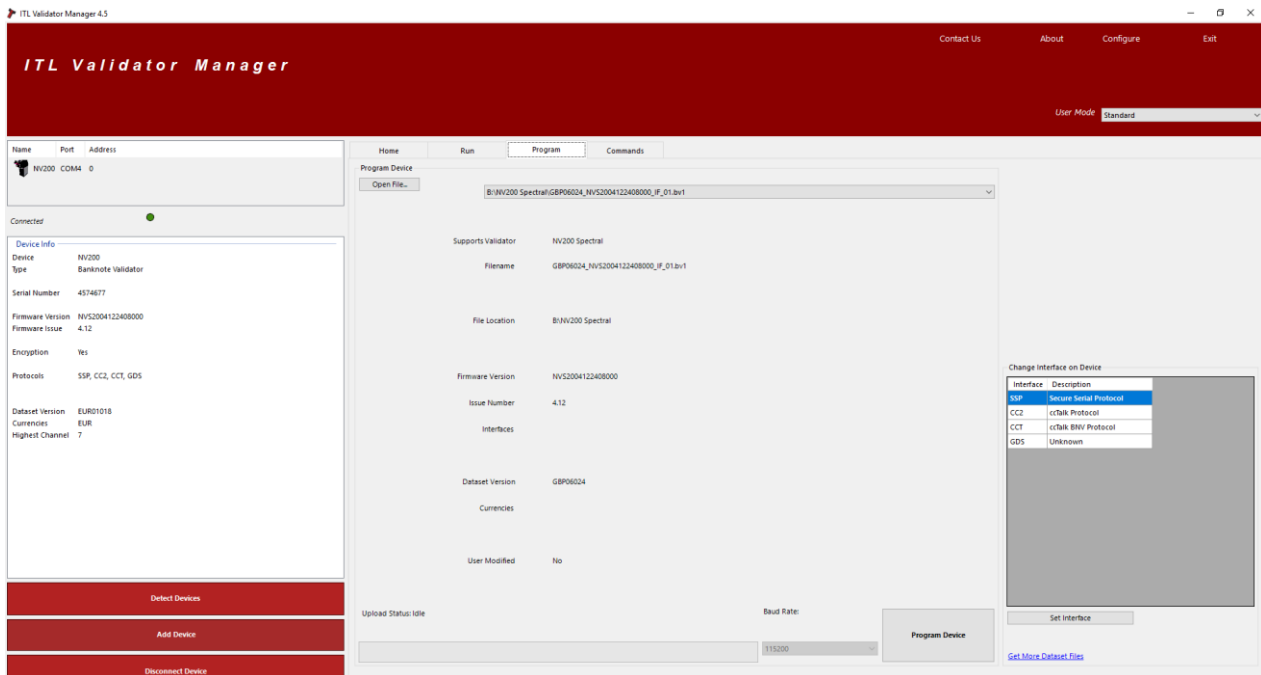 ITL Validator Manager 4.5
Contact Us About Configure Exit
ITL Validator Manager
User Mode Standard
Name Port Address
NV200 COM4 0
Connected
Device Info
Device NV200
Type Banknote Validator
Serial Number 4574677
Firmware Version NVS2004122408000
Firmware Issue 4.12
Encryption Yes
Protocols SSP, CC2, CCT, GDS
Dataset Version EUR01018
Currencies EUR
Highest Channel 7
Detect Devices
Add Device
Disconnect Device
Home Run Program Commands
Program Device
Open File...
B:\NV200 Spectral\GBP06024_NVS2004122408000_IF_01.bv1
Supports Validator NV200 Spectral
Filename GBP06024_NVS2004122408000_IF_01.bv1
File Location B:\NV200 Spectral
Firmware Version NVS2004122408000
Issue Number 4.12
Interfaces
Dataset Version GBP06024
Currencies
User Modified No
Upload Status: Idle
Baud Rate:
115200
Program Device
Change Interface on Device
Interface Description
SSP Secure Serial Protocol
CC2 ccTalk Protocol
CCT ccTalk BNV Protocol
GDS Unknown
Set Interface
Get More Dataset Files